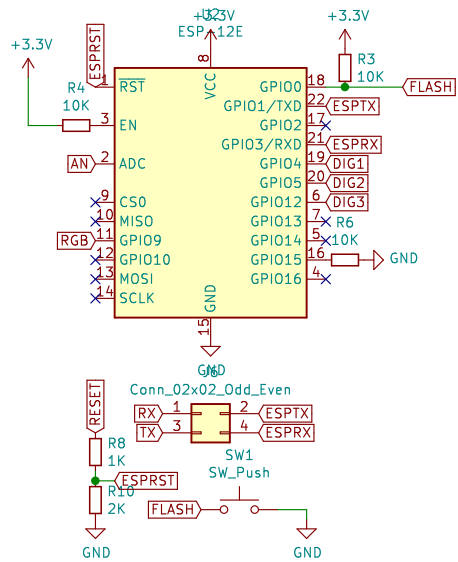 U2
+3.3V
ESP-12E
+3.3V
+3.3V
ESPRST
8
VCC
1
RST
R4
10K
3
EN
2
AN
ADC
9
CS0
10
MISO
11
RGB
GPIO9
12
GPIO10
13
MOSI
14
SCLK
GPIO0
18
R3
10K
FLASH
GPIO1/TXD
22
ESPTX
GPIO2
17
GPIO3/RXD
21
ESPRX
GPIO4
19
DIG1
GPIO5
20
DIG2
GPIO12
6
DIG3
GPIO13
7
R6
10K
GPIO14
5
GPIO15
16
GND
GPIO16
4
GND
15
GND
Conn_02x02_Odd_Even
RX
1
2
ESPTX
TX
3
4
ESPRX
RESET
R8
1K
ESPRST
R10
2K
GND
SW1
SW_Push
FLASH
GND